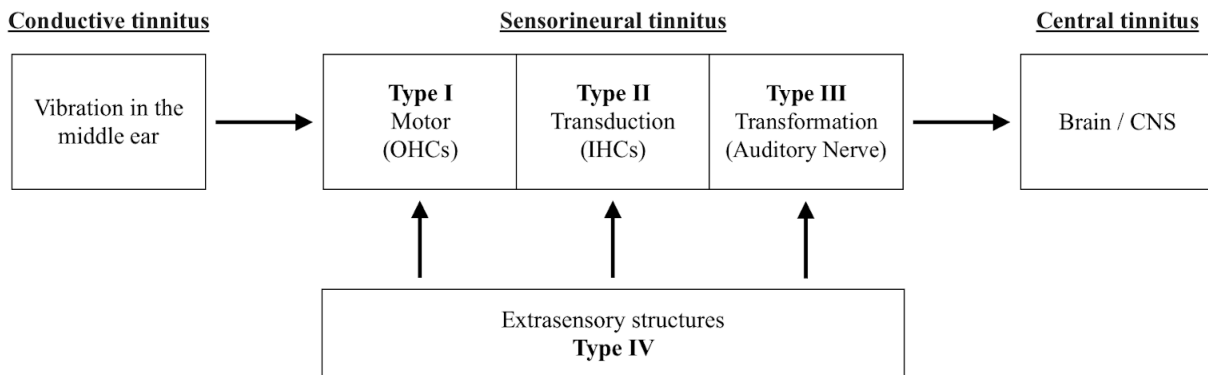 Conductive tinnitus
Sensorineural tinnitus
Central tinnitus
Vibration in the
middle ear
Type I
Motor
(OHCs)
Type II
Transduction
(IHCs)
Type III
Transformation
(Auditory Nerve)
Brain / CNS
Extrasensory structures
Type IV